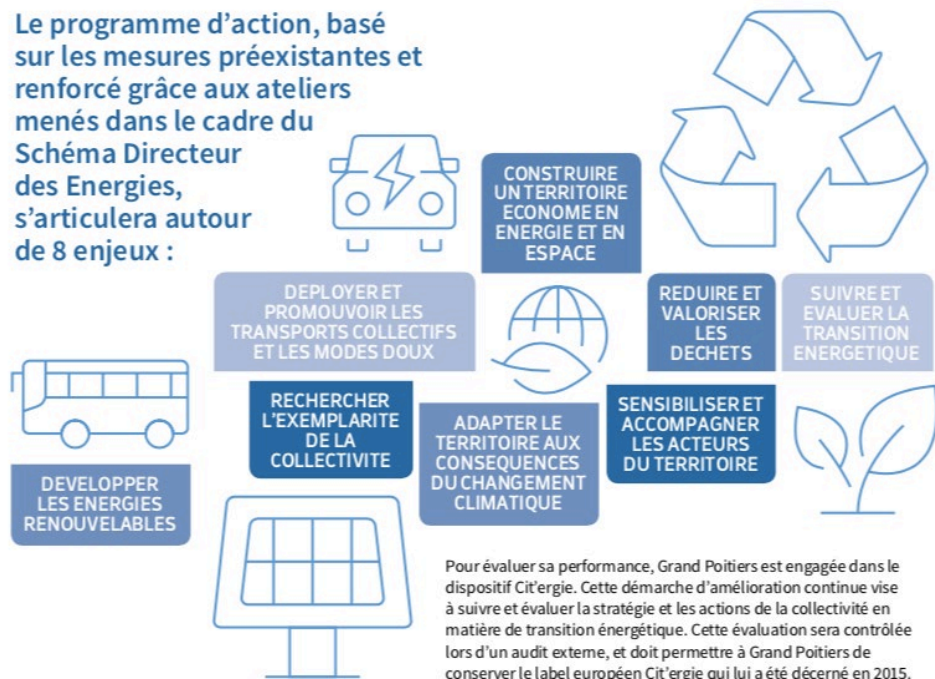 Le programme d’action, basé
sur les mesures préexistantes et
renforcé grâce aux ateliers
menés dans le cadre du
Schéma Directeur
des Energies,
s’articulera autour
de 8 enjeux :
CONSTRUIRE
UN TERRITOIRE
ECONOME EN
ENERGIE ET EN
ESPACE
DEPLOYER ET
PROMOUVOIR LES
TRANSPORTS COLLECTIFS
ET LES MODES DOUX
REDUIRE ET
VALORISER
LES
DECHETS
SUIVRE ET
EVALUER LA
TRANSITION
ENERGETIQUE
RECHERCHER
L’EXEMPLARITE
DE LA
COLLECTIVITE
ADAPTER LE
TERRITOIRE AUX
CONSEQUENCES
DU CHANGEMENT
CLIMATIQUE
SENSIBILISER ET
ACCOMPAGNER
LES ACTEURS
DU TERRITOIRE
DEVELOPPER
LES ENERGIES
RENOUVELABLES
Pour évaluer sa performance, Grand Poitiers est engagée dans le
dispositif Cit’ergie. Cette démarche d’amélioration continue vise
à suivre et évaluer la stratégie et les actions de la collectivité en
matière de transition énergétique. Cette évaluation sera contrôlée
lors d’un audit externe, et doit permettre à Grand Poitiers de
conserver le label européen Cit’ergie qui lui a été décerné en 2015.